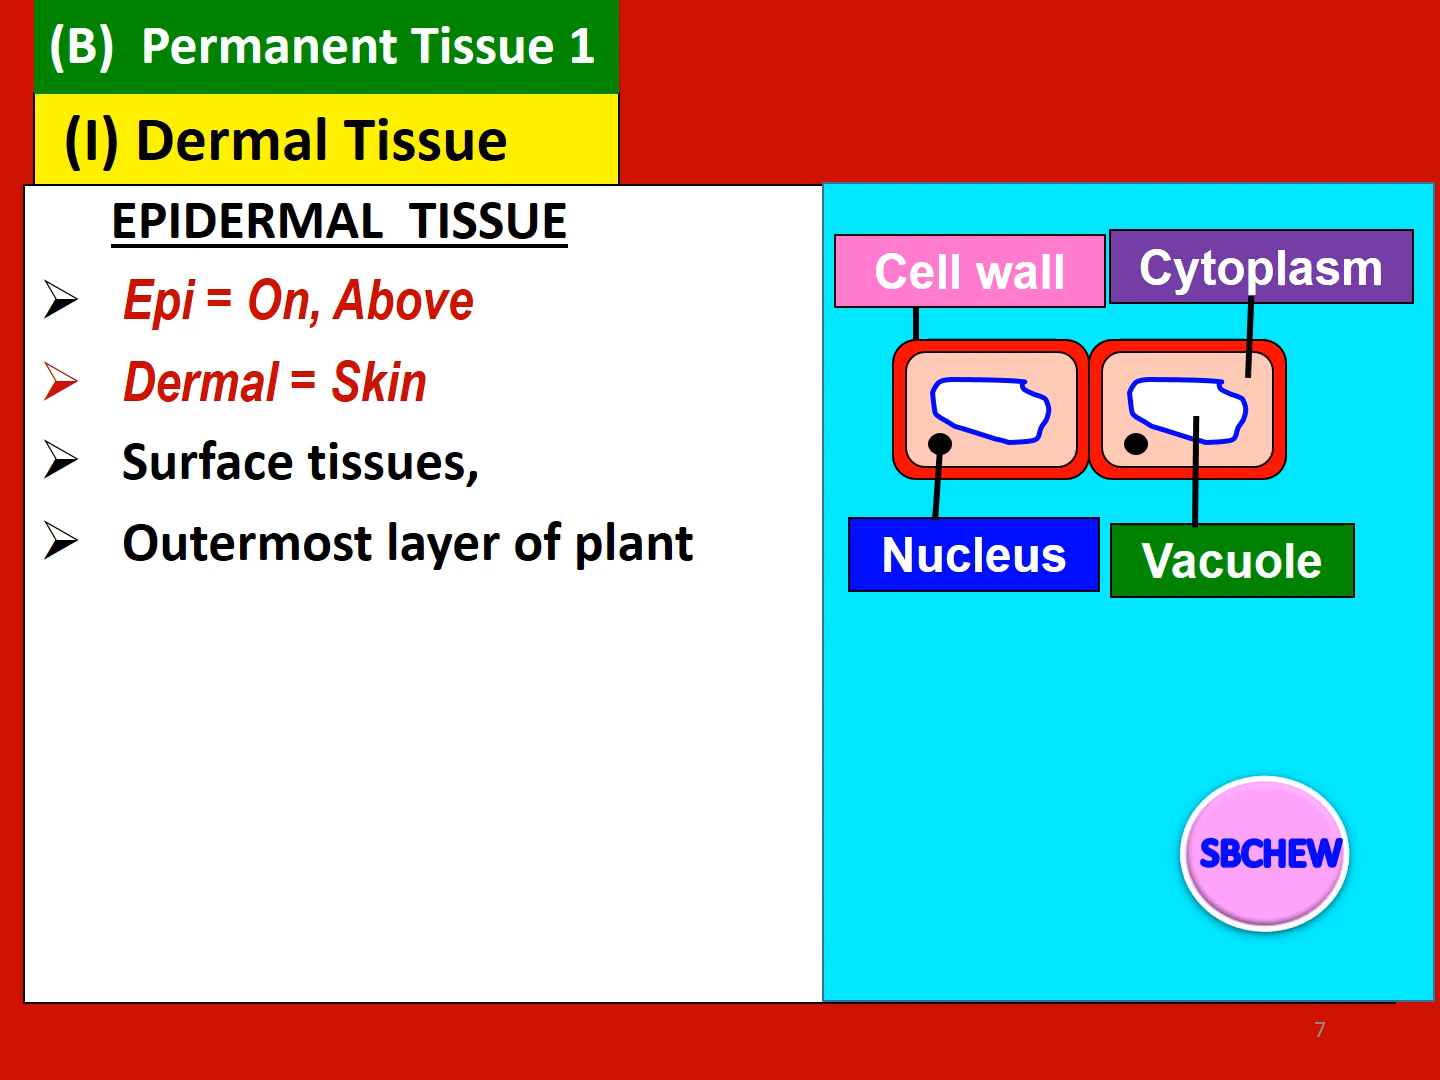 (B) Permanent Tissue 1
(I) Dermal Tissue
EPIDERMAL TISSUE
Epi = On, Above
Dermal = Skin
Surface tissues,
Outermost layer of plant
Cell wall
Cytoplasm
Nucleus
Vacuole
SBCHEW
7